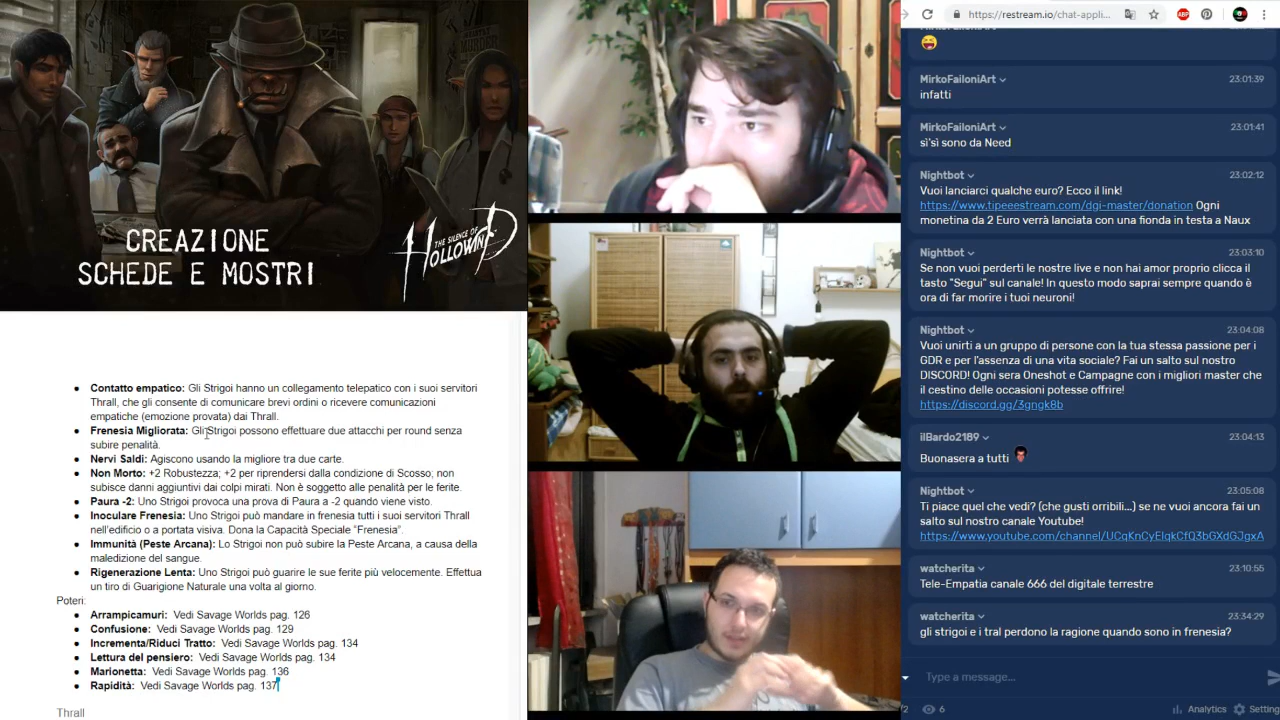 CREAZIONE
SCHEDE E MOSTRI
THE SILENCE OF
HOLLOWIND
Contatto empatico: Gli Strigoi hanno un collegamento telepatico con i suoi servitori
Thrall, che gli consente di comunicare brevi ordini o ricevere comunicazioni
empatiche (emozione provata) dai Thrall.
Frenesia Migliorata: Gli Strigoi possono effettuare due attacchi per round senza
subire penalità.
Nervi Saldi: Agiscono usando la migliore tra due carte.
Non Morto: +2 Robustezza; +2 per riprendersi dalla condizione di Scosso; non
subisce danni aggiuntivi dai colpi mirati. Non è soggetto alle penalità per le ferite.
Paura -2: Uno Strigoi provoca una prova di Paura a -2 quando viene visto.
Inoculare Frenesia: Uno Strigoi può mandare in frenesia tutti i suoi servitori Thrall
nell'edificio o a portata visiva. Dona la Capacità Speciale "Frenesia".
Immunità (Peste Arcana): Lo Strigoi non può subire la Peste Arcana, a causa della
maledizione del sangue.
Rigenerazione Lenta: Uno Strigoi può guarire le sue ferite più velocemente. Effettua
un tiro di Guarigione Naturale una volta al giorno.
Poteri:
Arrampicamuri: Vedi Savage Worlds pag. 126
Confusione: Vedi Savage Worlds pag. 129
Incrementa/Riduci Tratto: Vedi Savage Worlds pag. 134
Lettura del pensiero: Vedi Savage Worlds pag. 134
Marionetta: Vedi Savage Worlds pag. 136
Rapidità: Vedi Savage Worlds pag. 137
Thrall
https://restream.io/chat-appli...
ABP
MirkoFailoniArt
MirkoFailoniArt 23:01:39
infatti
MirkoFailoniArt 23:01:41
sì'sì sono da Need
Nightbot 23:02:12
Vuoi lanciarci qualche euro? Ecco il link!
https://www.tipeeestream.com/dgi-master/donation Ogni
monetina da 2 Euro verrà lanciata con una fionda in testa a Naux
Nightbot 23:03:10
Se non vuoi perderti le nostre live e non hai amor proprio clicca il
tasto "Segui" sul canale! In questo modo saprai sempre quando è
ora di far morire i tuoi neuroni!
Nightbot 23:04:08
Vuoi unirti a un gruppo di persone con la tua stessa passione per i
GDR e per l'assenza di una vita sociale? Fai un salto sul nostro
DISCORD! Ogni sera Oneshot e Campagne con i migliori master che
il cestino delle occasioni potesse offrire!
https://discord.gg/3gngk8b
ilBardo2189 23:04:13
Buonasera a tutti
Nightbot 23:05:08
Ti piace quel che vedi? (che gusti orribili...) se ne vuoi ancora fai un
salto sul nostro canale Youtube!
https://www.youtube.com/channel/UCqKnCyElqkCfQ3bGXdGJgxA
watcherita 23:10:55
Tele-Empatia canale 666 del digitale terrestre
watcherita 23:34:29
gli strigoi e i tral perdono la ragione quando sono in frenesia?
Type a message...
/2 6 Analytics Setting